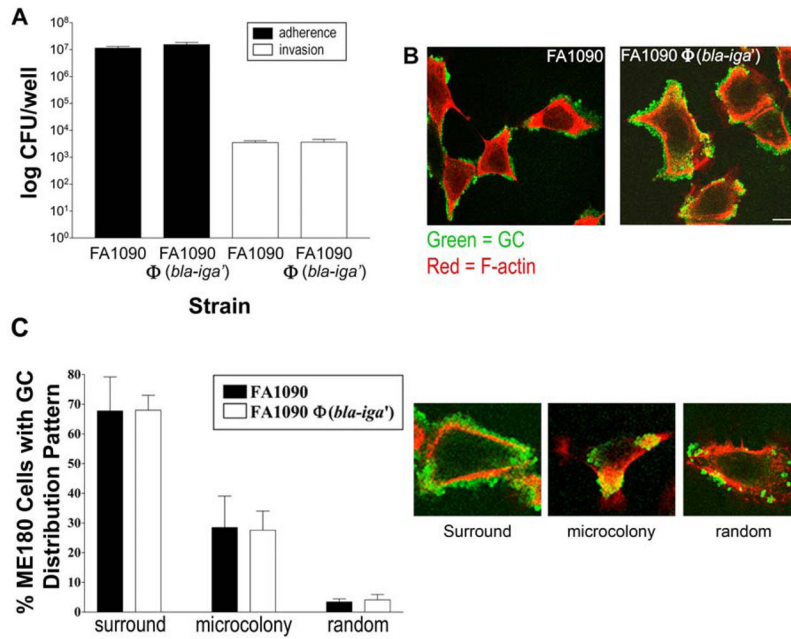 A
log CFU/well
10⁸
10⁷
10⁶
10⁵
10⁴
10³
10²
10¹
10⁰
adherence
invasion
FA1090
FA1090
Φ (bla-iga')
FA1090
FA1090
Φ (bla-iga')
Strain
B
FA1090
FA1090 Φ(bla-iga')
Green = GC
Red = F-actin
C
% ME180 Cells with GC
Distribution Pattern
80
70
60
50
40
30
20
10
0
FA1090
FA1090 Φ(bla-iga')
surround
microcolony
random
Surround
microcolony
random